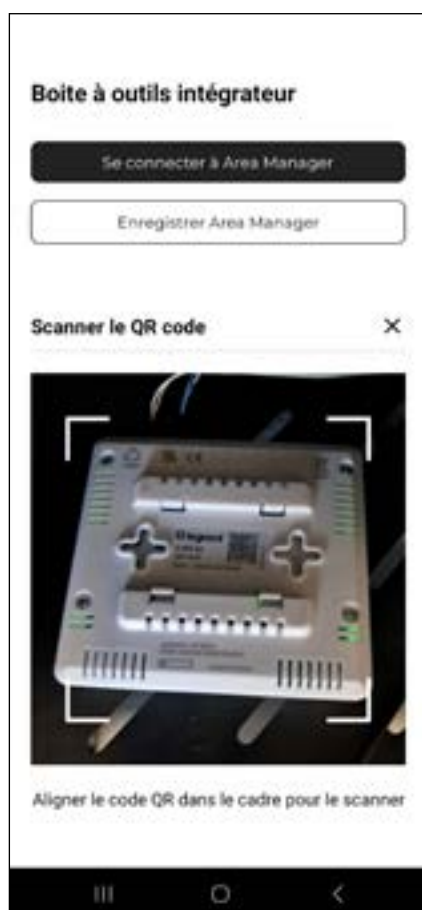 Boite à outils intégrateur
Se connecter à Area Manager
Enregistrer Area Manager
Scanner le QR code
legrand
Aligner le code QR dans le cadre pour le scanner